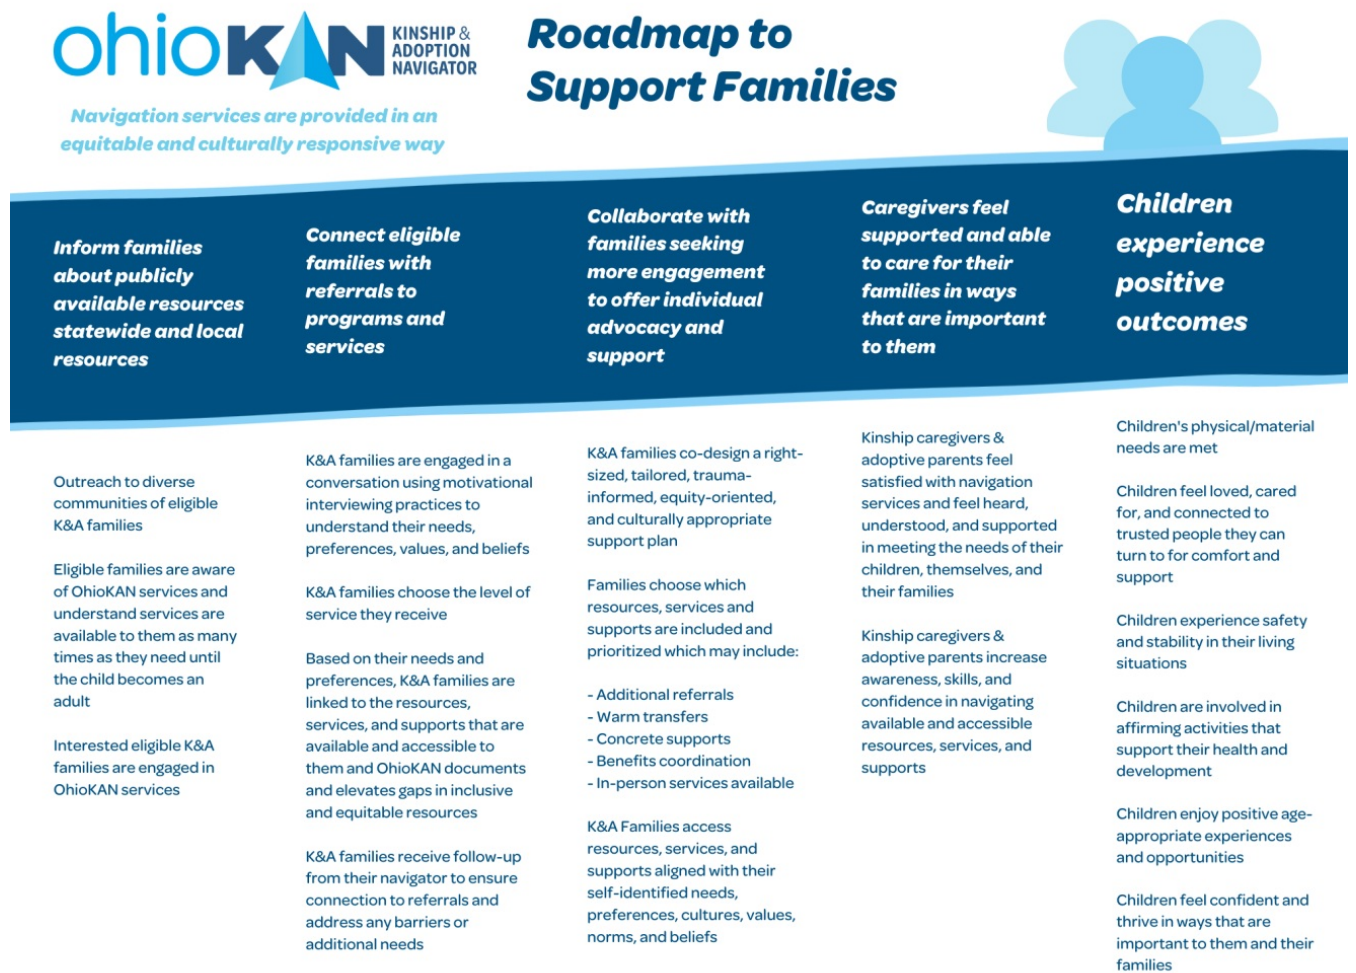 ohioKAN
KINSHIP &
ADOPTION
NAVIGATOR
Navigation services are provided in an
equitable and culturally responsive way
Roadmap to
Support Families
Inform families
about publicly
available resources
statewide and local
resources
Connect eligible
families with
referrals to
programs and
services
Collaborate with
families seeking
more engagement
to offer individual
advocacy and
support
Caregivers feel
supported and able
to care for their
families in ways
that are important
to them
Children
experience
positive
outcomes
Outreach to diverse
communities of eligible
K&A families
Eligible families are aware
of OhioKAN services and
understand services are
available to them as many
times as they need until
the child becomes an
adult
Interested eligible K&A
families are engaged in
OhioKAN services
K&A families are engaged in a
conversation using motivational
interviewing practices to
understand their needs,
preferences, values, and beliefs
K&A families choose the level of
service they receive
Based on their needs and
preferences, K&A families are
linked to the resources,
services, and supports that are
available and accessible to
them and OhioKAN documents
and elevates gaps in inclusive
and equitable resources
K&A families receive follow-up
from their navigator to ensure
connection to referrals and
address any barriers or
additional needs
K&A families co-design a right-
sized, tailored, trauma-
informed, equity-oriented,
and culturally appropriate
support plan
Families choose which
resources, services and
supports are included and
prioritized which may include:
- Additional referrals
- Warm transfers
- Concrete supports
- Benefits coordination
- In-person services available
K&A Families access
resources, services, and
supports aligned with their
self-identified needs,
preferences, cultures, values,
norms, and beliefs
Kinship caregivers &
adoptive parents feel
satisfied with navigation
services and feel heard,
understood, and supported
in meeting the needs of their
children, themselves, and
their families
Kinship caregivers &
adoptive parents increase
awareness, skills, and
confidence in navigating
available and accessible
resources, services, and
supports
Children's physical/material
needs are met
Children feel loved, cared
for, and connected to
trusted people they can
turn to for comfort and
support
Children experience safety
and stability in their living
situations
Children are involved in
affirming activities that
support their health and
development
Children enjoy positive age-
appropriate experiences
and opportunities
Children feel confident and
thrive in ways that are
important to them and their
families